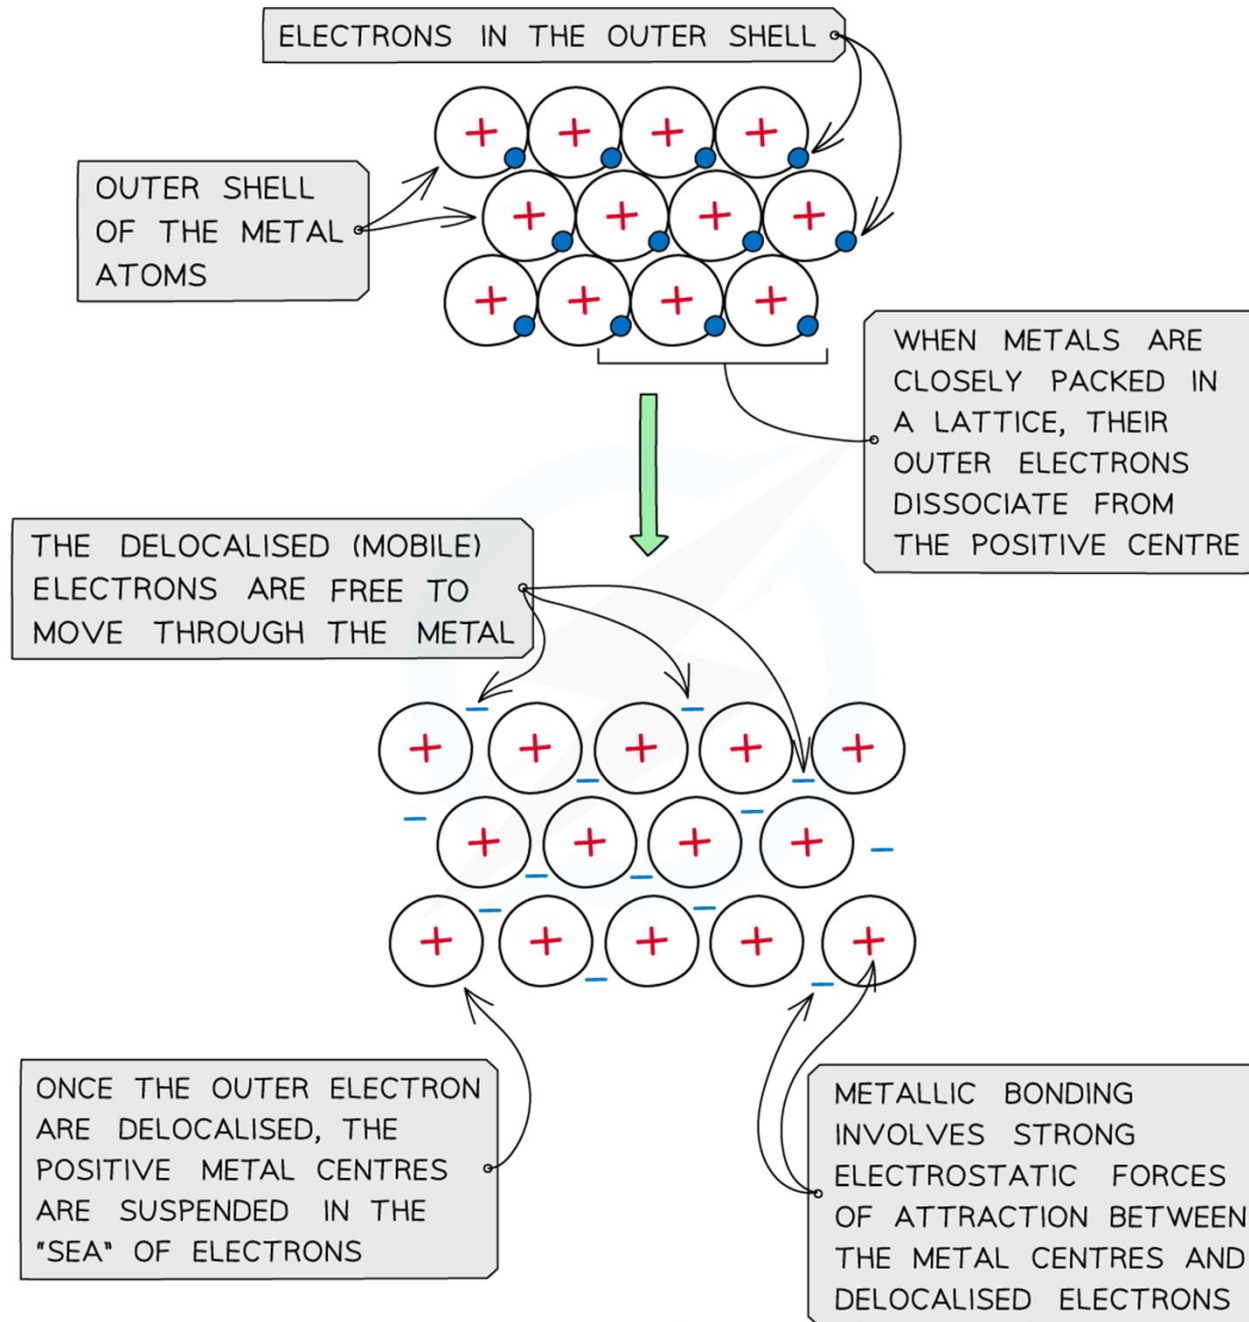 ELECTRONS IN THE OUTER SHELL
OUTER SHELL
OF THE METAL
ATOMS
WHEN METALS ARE
CLOSELY PACKED IN
A LATTICE, THEIR
OUTER ELECTRONS
DISSOCIATE FROM
THE POSITIVE CENTRE
THE DELOCALISED (MOBILE)
ELECTRONS ARE FREE TO
MOVE THROUGH THE METAL
ONCE THE OUTER ELECTRON
ARE DELOCALISED, THE
POSITIVE METAL CENTRES
ARE SUSPENDED IN THE
"SEA" OF ELECTRONS
METALLIC BONDING
INVOLVES STRONG
ELECTROSTATIC FORCES
OF ATTRACTION BETWEEN
THE METAL CENTRES AND
DELOCALISED ELECTRONS